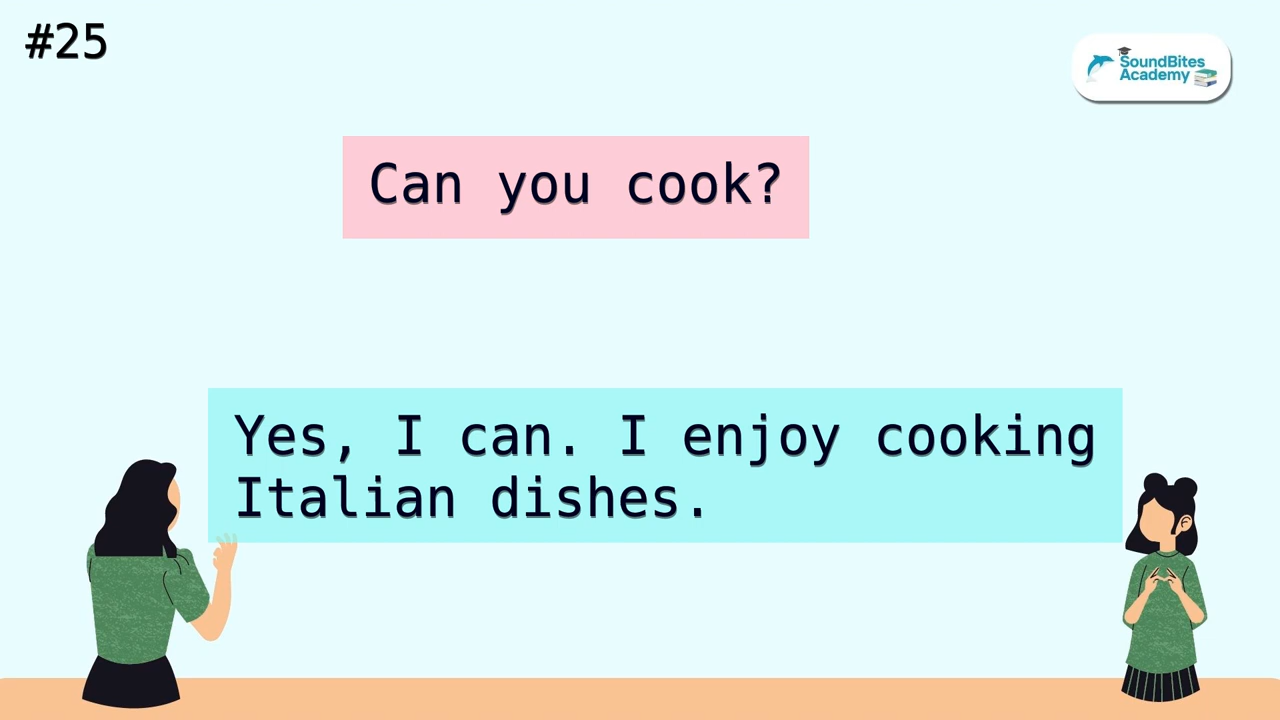 #25
SoundBites
Academy
Can you cook?
Yes, I can. I enjoy cooking
Italian dishes.